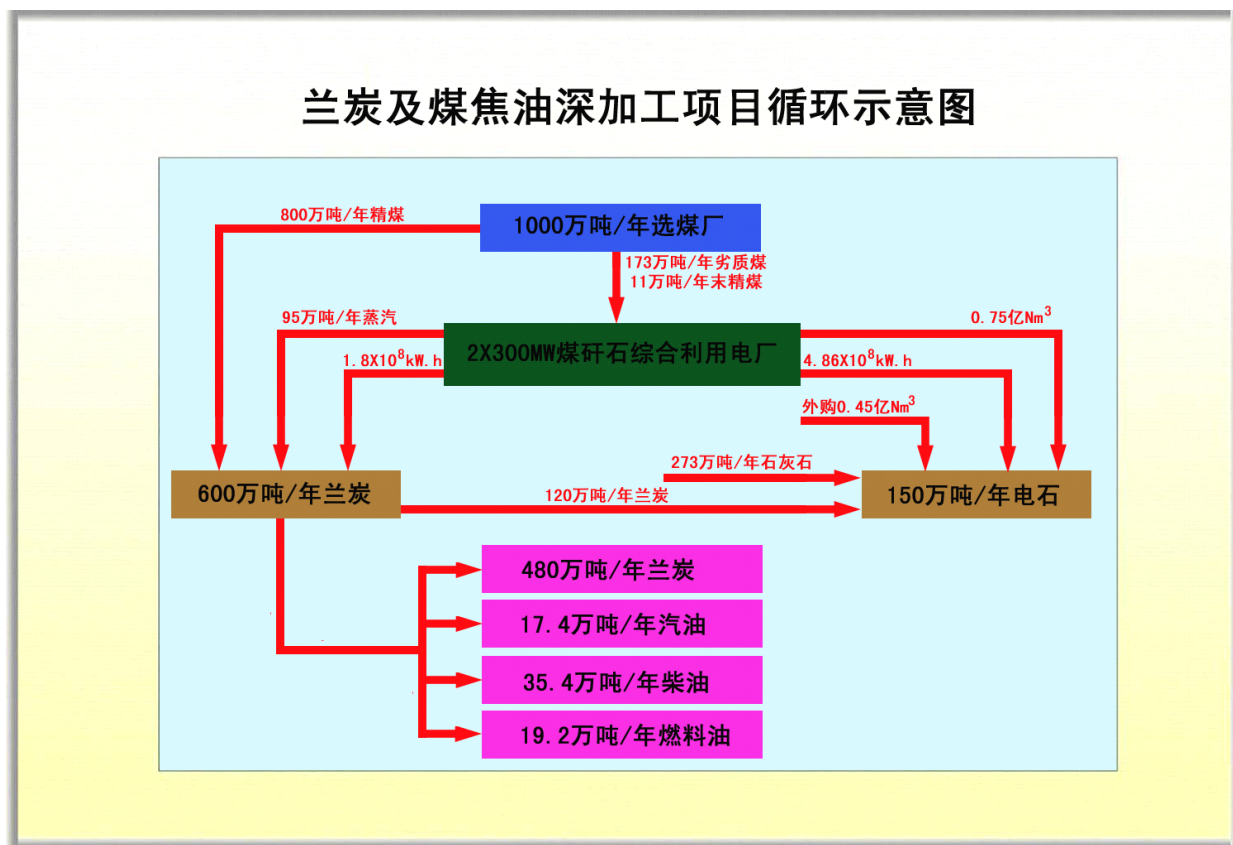 兰炭及煤焦油深加工项目循环示意图
800万吨/年精煤
1000万吨/年选煤厂
173万吨/年劣质煤
11万吨/年末精煤
95万吨/年蒸汽
0.75亿Nm³
2X300MW煤矸石综合利用电厂
1.8X10⁸kW.h
4.86X10⁸kW.h
外购0.45亿Nm³
273万吨/年石灰石
600万吨/年兰炭
120万吨/年兰炭
150万吨/年电石
480万吨/年兰炭
17.4万吨/年汽油
35.4万吨/年柴油
19.2万吨/年燃料油